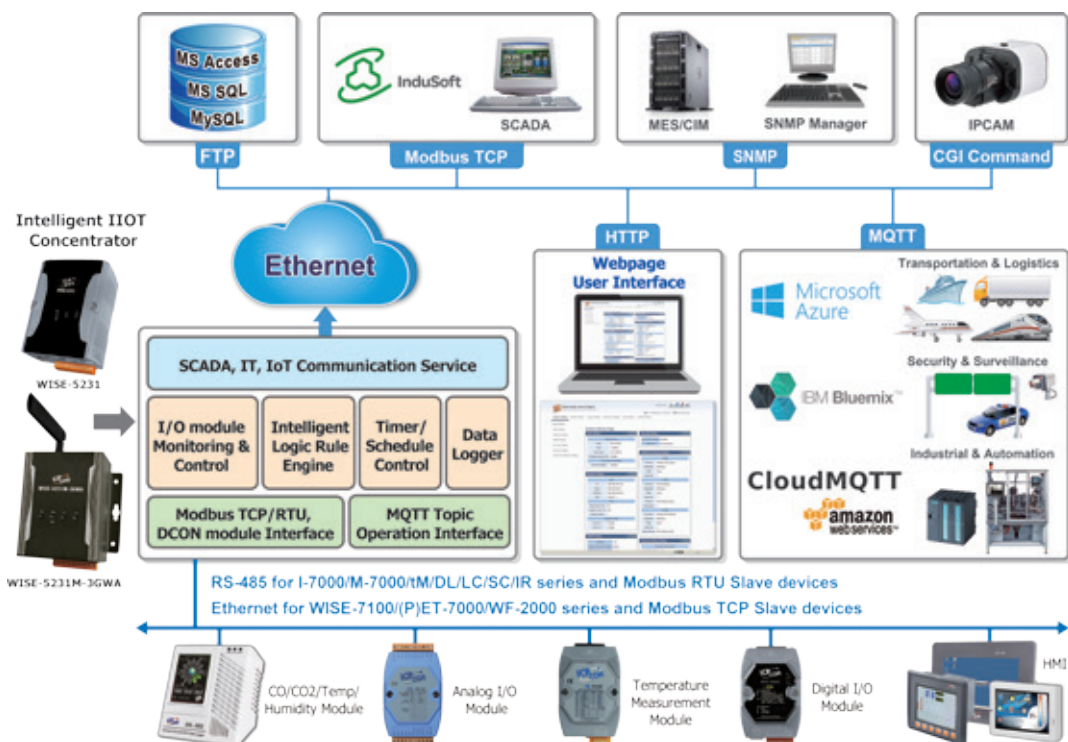 MS Access
MS SQL
MySQL
FTP
InduSoft
SCADA
Modbus TCP
MES/CIM
SNMP Manager
SNMP
IPCAM
CGI Command
Intelligent IIOT
Concentrator
WISE-5231
WISE-5231M-3GWA
Ethernet
SCADA, IT, IoT Communication Service
I/O module
Monitoring &
Control
Intelligent
Logic Rule
Engine
Timer/
Schedule
Control
Data
Logger
Modbus TCP/RTU,
DCON module Interface
MQTT Topic
Operation Interface
HTTP
Webpage
User Interface
MQTT
Microsoft
Azure
Transportation & Logistics
IBM Bluemix™
Security & Surveillance
CloudMQTT
amazon
webservices™
Industrial & Automation
RS-485 for I-7000/M-7000/tM/DL/LC/SC/IR series and Modbus RTU Slave devices
Ethernet for WISE-7100/(P)ET-7000/WF-2000 series and Modbus TCP Slave devices
CO/CO2/Temp/
Humidity Module
Analog I/O
Module
Temperature
Measurement
Module
Digital I/O
Module
HMI